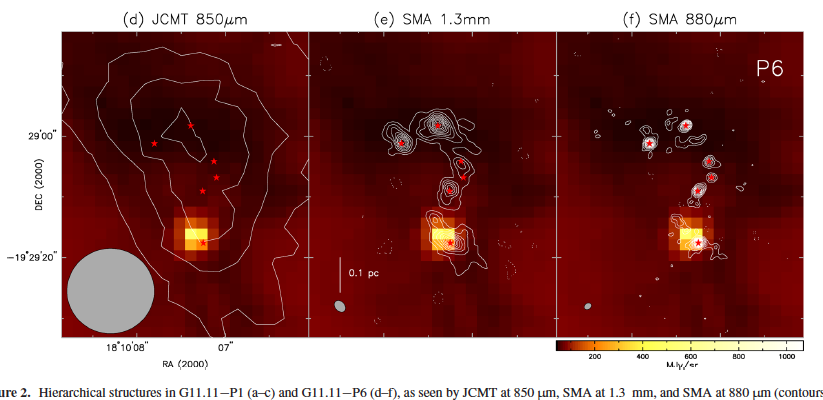 (d) JCMT 850μm (e) SMA 1.3mm (f) SMA 880μm
P6
29'00"
DEC (2000)
-19°29'20"
0.1 pc
18h10m08s 07s
RA (2000)
200 400 600 800 1000
MJy/sr
ure 2. Hierarchical structures in G11.11−P1 (a–c) and G11.11−P6 (d–f), as seen by JCMT at 850 μm, SMA at 1.3 mm, and SMA at 880 μm (contours